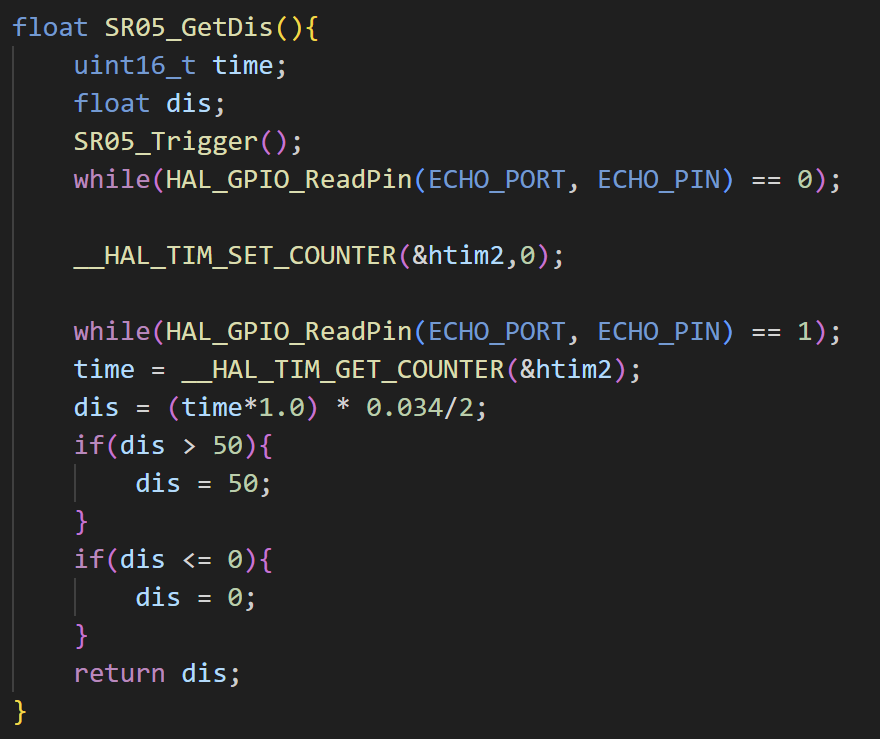 float SR05_GetDis(){
    uint16_t time;
    float dis;
    SR05_Trigger();
    while(HAL_GPIO_ReadPin(ECHO_PORT, ECHO_PIN) == 0);

    __HAL_TIM_SET_COUNTER(&htim2,0);

    while(HAL_GPIO_ReadPin(ECHO_PORT, ECHO_PIN) == 1);
    time = __HAL_TIM_GET_COUNTER(&htim2);
    dis = (time*1.0) * 0.034/2;
    if(dis > 50){
        dis = 50;
    }
    if(dis <= 0){
        dis = 0;
    }
    return dis;
}